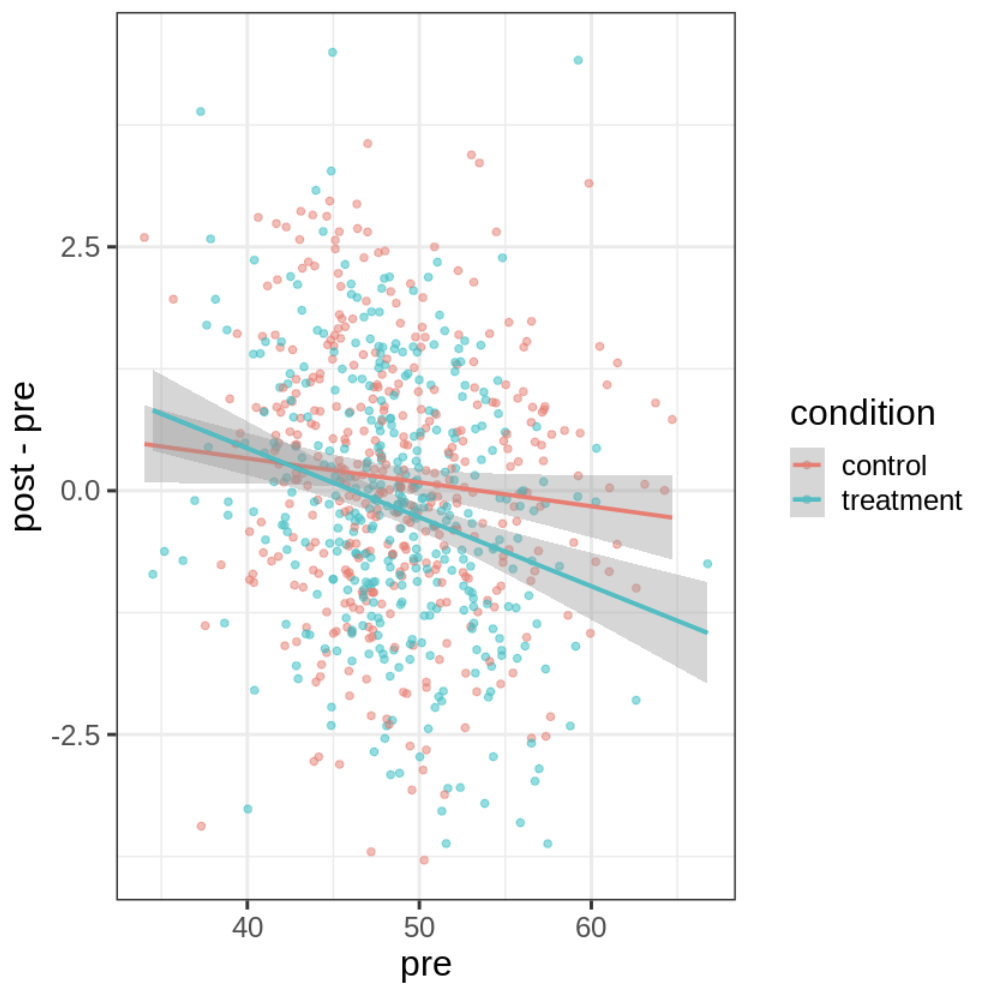 post - pre
2.5
0.0
-2.5
40 50 60
pre
condition
control
treatment